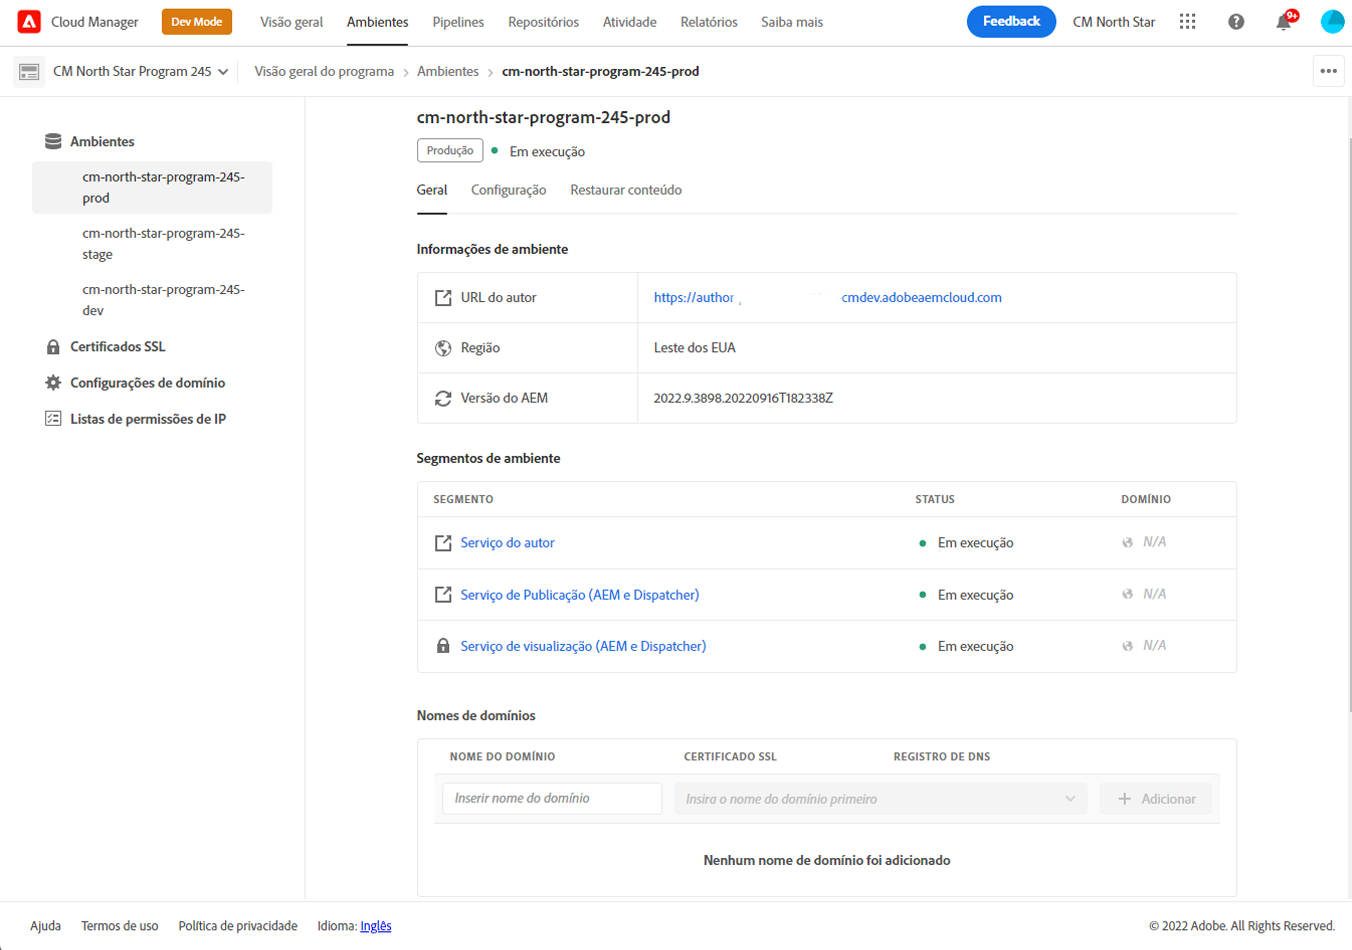 Cloud Manager Dev Mode Visão geral Ambientes Pipelines Repositórios Atividade Relatórios Saiba mais Feedback CM North Star 9+
CM North Star Program 245 Visão geral do programa Ambientes cm-north-star-program-245-prod
Ambientes
cm-north-star-program-245-
prod
cm-north-star-program-245-
stage
cm-north-star-program-245-
dev
Certificados SSL
Configurações de domínio
Listas de permissões de IP
cm-north-star-program-245-prod
Produção Em execução
Geral Configuração Restaurar conteúdo
Informações de ambiente
URL do autor https://author cmdev.adobeaemcloud.com
Região Leste dos EUA
Versão do AEM 2022.9.3898.20220916T182338Z
Segmentos de ambiente
SEGMENTO STATUS DOMÍNIO
Serviço do autor Em execução N/A
Serviço de Publicação (AEM e Dispatcher) Em execução N/A
Serviço de visualização (AEM e Dispatcher) Em execução N/A
Nomes de domínios
NOME DO DOMÍNIO CERTIFICADO SSL REGISTRO DE DNS
Inserir nome do domínio Insira o nome do domínio primeiro Adicionar
Nenhum nome de domínio foi adicionado
Ajuda Termos de uso Política de privacidade Idioma: Inglês © 2022 Adobe. All Rights Reserved.